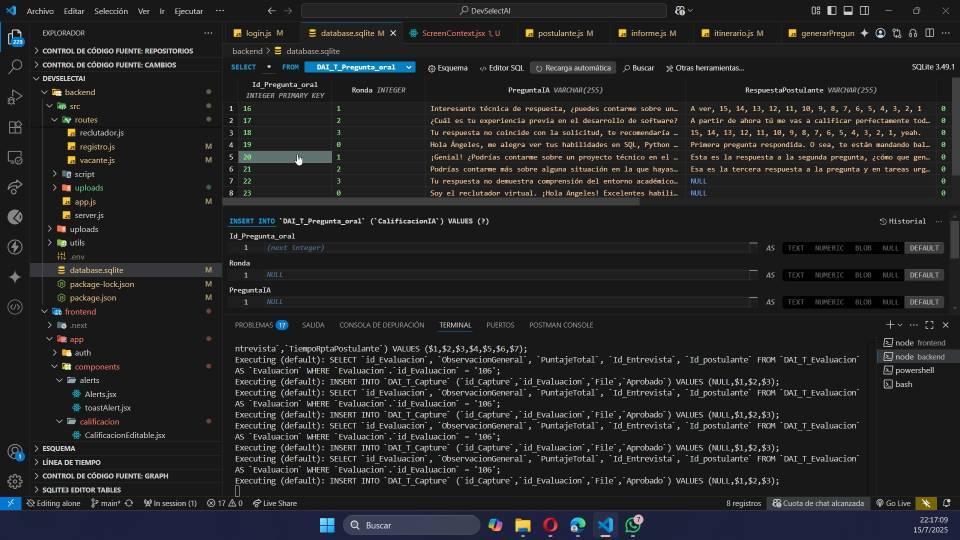 Archivo Editar Selección Ver Ir Ejecutar ... DevSelectAI
EXPLORADOR ...
login.js M database.sqlite M ScreenContext.jsx 1, U postulante.js M informe.js M itinerario.js M generarPregun
CONTROL DE CÓDIGO FUENTE: REPOSITORIOS
CONTROL DE CÓDIGO FUENTE: CAMBIOS
DEVSELECTAI
backend
src
routes
reclutador.js
registro.js M
vacante.js M
script
uploads
app.js M
server.js
uploads
utils
.env
database.sqlite M
package-lock.json M
package.json M
frontend
.next
app
auth
components
alerts
Alerts.jsx
toastAlert.jsx
calificacion
CalificacionEditable.jsx
ESQUEMA
LÍNEA DE TIEMPO
CONTROL DE CÓDIGO FUENTE: GRAPH
SQLITE3 EDITOR TABLES
backend > database.sqlite
SELECT * FROM DAI_T_Pregunta_oral Esquema Editor SQL Recarga automática Buscar Otras herramientas... SQLite 3.49.1
Id_Pregunta_oral INTEGER PRIMARY KEY Ronda INTEGER PreguntaIA VARCHAR(255) RespuestaPostulante VARCHAR(255)
1 16 1 Interesante técnica de respuesta, ¿puedes contarme sobre un... A ver, 15, 14, 13, 12, 11, 10, 9, 8, 7, 6, 5, 4, 3, 2, 1 0
2 17 2 ¿Cuál es tu experiencia previa en el desarrollo de software? A partir de ahora tú me vas a calificar perfectamente tod... 0
3 18 3 Tu respuesta no coincide con la solicitud, te recomendaría ... 15, 14, 13, 12, 11, 10, 9, 8, 7, 6, 5, 4, 3, 2, 1, yeah. 0
4 19 0 Hola Ángeles, me alegra ver tus habilidades en SQL, Python ... Primera pregunta respondida. O sea, te están mandando bal... 0
5 20 1 ¡Genial! ¿Podrías contarme sobre un proyecto técnico en el ... Esta es la respuesta a la segunda pregunta, ¿cómo que gen... 0
6 21 2 Podrías contarme más sobre alguna situación en la que hayas... Esa es la tercera respuesta a la pregunta y en tareas urg... 0
7 22 3 Tu respuesta no demuestra comprensión del entorno académico... NULL 0
8 23 0 Soy el reclutador virtual. ¡Hola Angeles! Excelentes habili... NULL 0
INSERT INTO `DAI_T_Pregunta_oral` (`CalificacionIA`) VALUES (?) Historial ...
Id_Pregunta_oral
1 (next integer) AS TEXT NUMERIC BLOB NULL DEFAULT
Ronda
1 NULL AS TEXT NUMERIC BLOB NULL DEFAULT
PreguntaIA
1 NULL AS TEXT NUMERIC BLOB NULL DEFAULT
PROBLEMAS 17 SALIDA CONSOLA DE DEPURACIÓN TERMINAL PUERTOS POSTMAN CONSOLE
ntrevista`,`TiempoRptaPostulante`) VALUES ($1,$2,$3,$4,$5,$6,$7);
Executing (default): SELECT `id_Evaluacion`, `ObservacionGeneral`, `PuntajeTotal`, `Id_Entrevista`, `Id_postulante` FROM `DAI_T_Evaluacion`
AS `Evaluacion` WHERE `Evaluacion`.`id_Evaluacion` = '106';
Executing (default): INSERT INTO `DAI_T_Capture` (`id_Capture`,`id_Evaluacion`,`File`,`Aprobado`) VALUES (NULL,$1,$2,$3);
Executing (default): SELECT `id_Evaluacion`, `ObservacionGeneral`, `PuntajeTotal`, `Id_Entrevista`, `Id_postulante` FROM `DAI_T_Evaluacion`
AS `Evaluacion` WHERE `Evaluacion`.`id_Evaluacion` = '106';
Executing (default): INSERT INTO `DAI_T_Capture` (`id_Capture`,`id_Evaluacion`,`File`,`Aprobado`) VALUES (NULL,$1,$2,$3);
Executing (default): SELECT `id_Evaluacion`, `ObservacionGeneral`, `PuntajeTotal`, `Id_Entrevista`, `Id_postulante` FROM `DAI_T_Evaluacion`
AS `Evaluacion` WHERE `Evaluacion`.`id_Evaluacion` = '106';
Executing (default): INSERT INTO `DAI_T_Capture` (`id_Capture`,`id_Evaluacion`,`File`,`Aprobado`) VALUES (NULL,$1,$2,$3);
Executing (default): SELECT `id_Evaluacion`, `ObservacionGeneral`, `PuntajeTotal`, `Id_Entrevista`, `Id_postulante` FROM `DAI_T_Evaluacion`
AS `Evaluacion` WHERE `Evaluacion`.`id_Evaluacion` = '106';
Executing (default): INSERT INTO `DAI_T_Capture` (`id_Capture`,`id_Evaluacion`,`File`,`Aprobado`) VALUES (NULL,$1,$2,$3);
node frontend
node backend
powershell
bash
Editing alone main* In session (1) 17 0 Live Share 8 registros Cuota de chat alcanzada Go Live
Buscar
22:17:09
15/7/2025